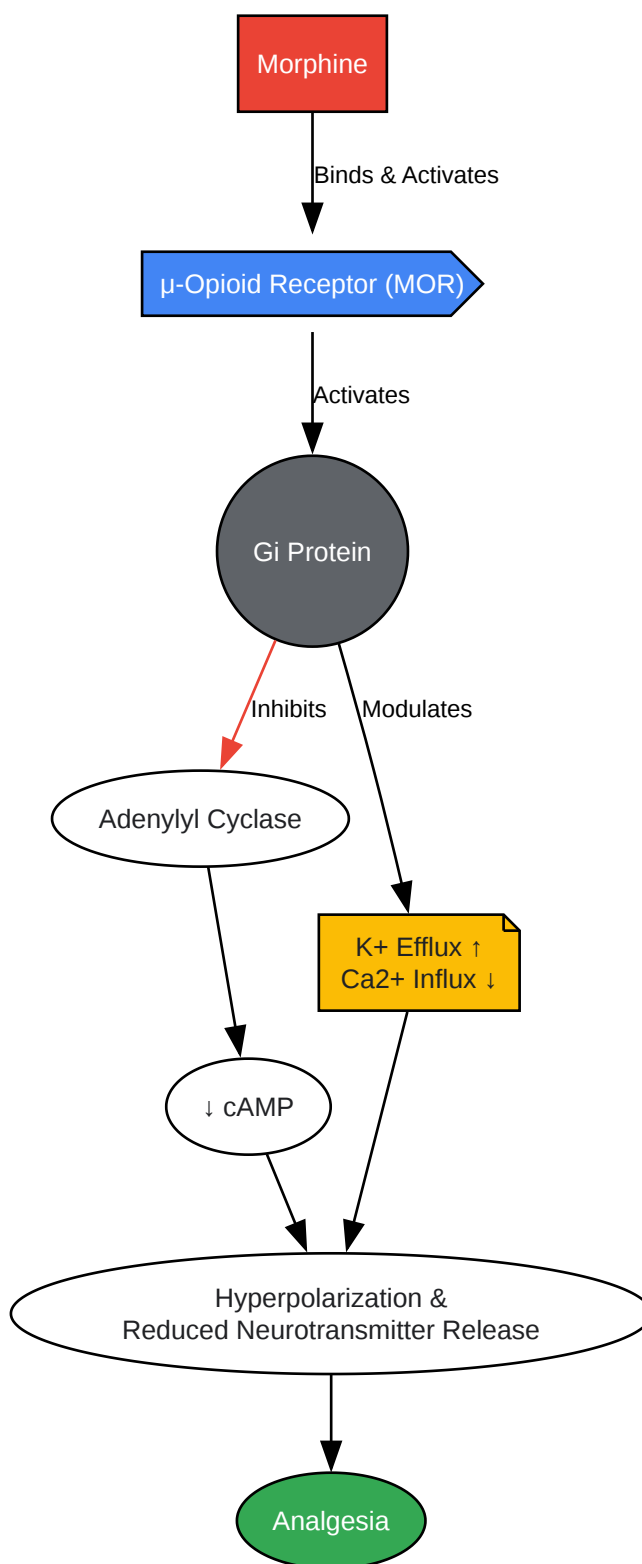 Morphine
Binds & Activates
μ-Opioid Receptor (MOR)
Activates
Gi Protein
Inhibits
Modulates
Adenylyl Cyclase
K+ Efflux ↑
Ca2+ Influx ↓
↓ cAMP
Hyperpolarization &
Reduced Neurotransmitter Release
Analgesia